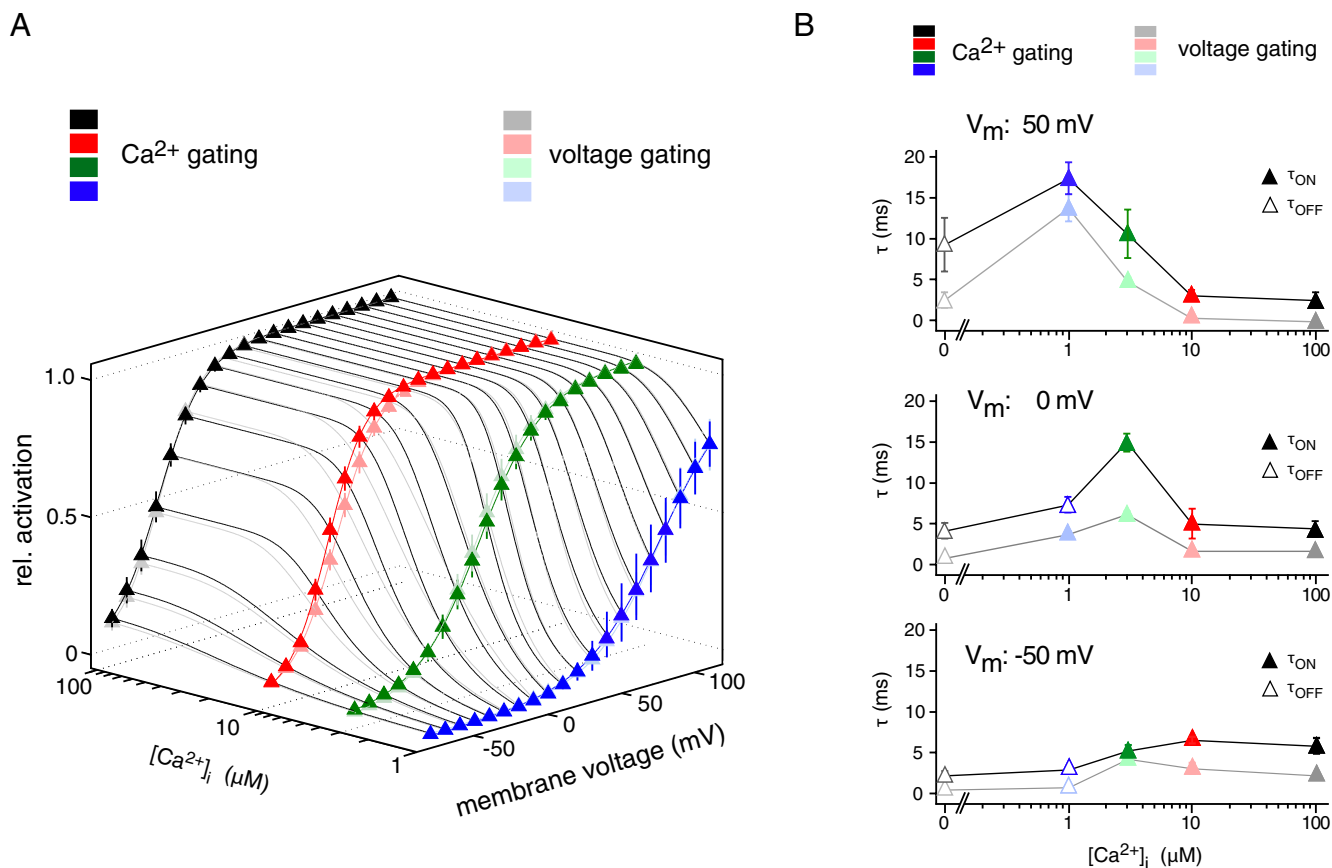 A
Ca2+ gating
voltage gating
rel. activation
1.0
0.5
0
100
10
1
[Ca2+]i (μM)
-50
0
50
100
membrane voltage (mV)
B
Ca2+ gating
voltage gating
Vm: 50 mV
τON
τOFF
τ (ms)
20
15
10
5
0
0
1
10
100
Vm: 0 mV
τON
τOFF
τ (ms)
20
15
10
5
0
0
1
10
100
Vm: -50 mV
τON
τOFF
τ (ms)
20
15
10
5
0
0
1
10
100
[Ca2+]i (μM)